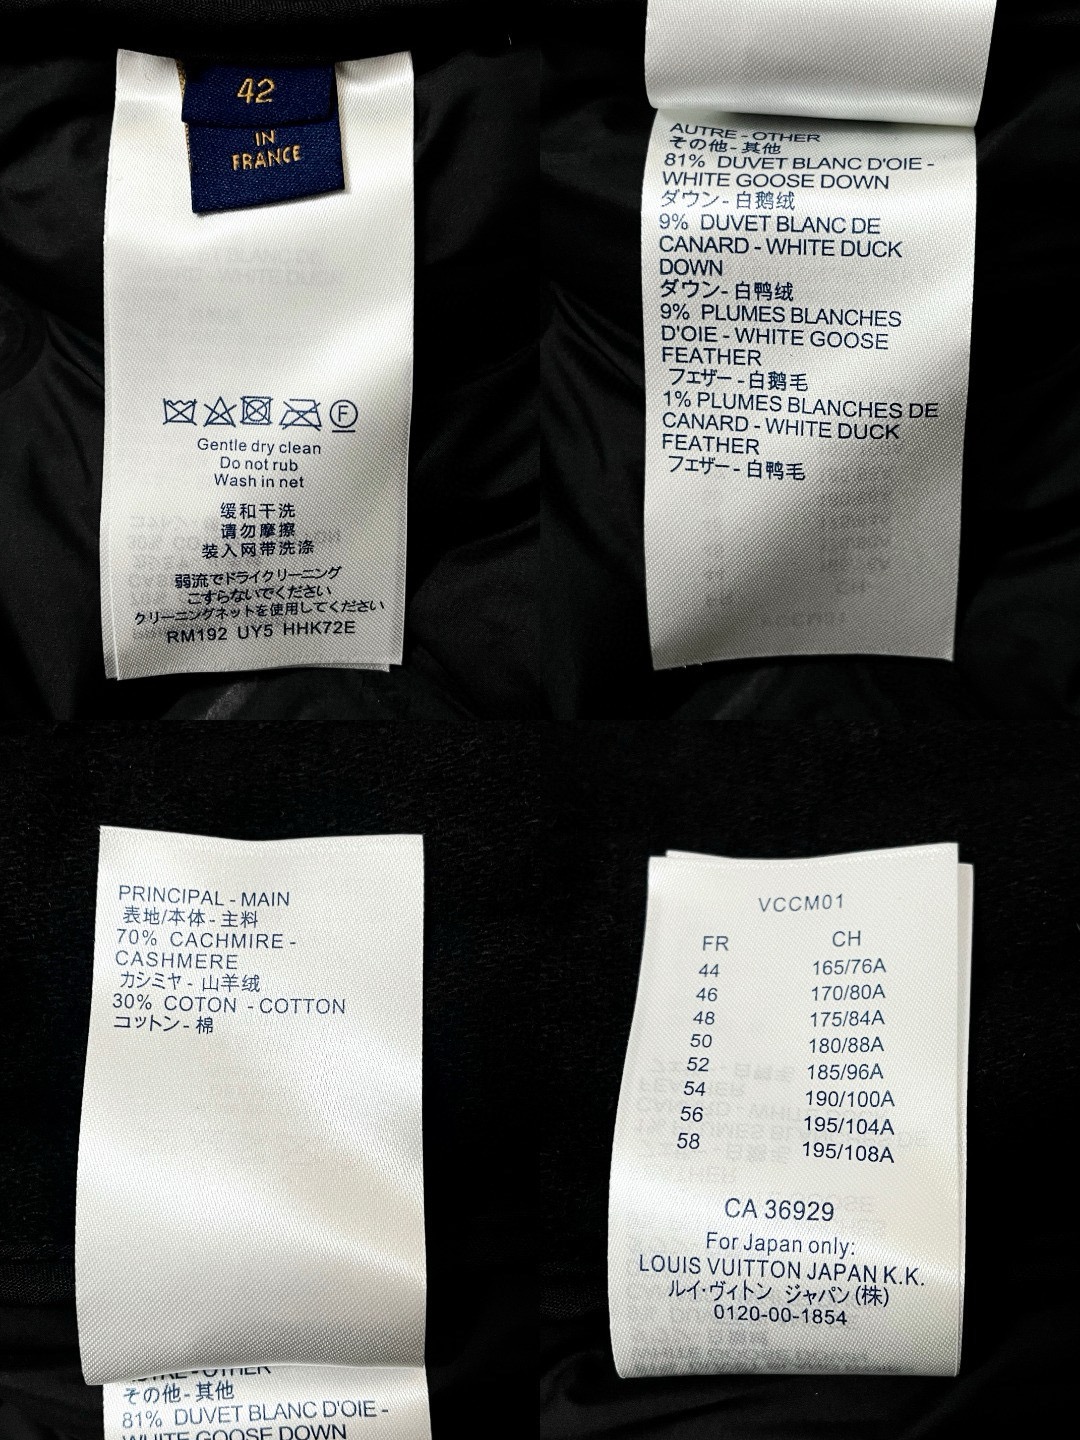 42
IN
FRANCE
F
Gentle dry clean
Do not rub
Wash in net
缓和干洗
请勿摩擦
装入网带洗涤
弱流でドライクリーニング
こすらないでください
クリーニングネットを使用してください
RM192 UY5 HHK72E
AUTRE - OTHER
その他 - 其他
81% DUVET BLANC D'OIE -
WHITE GOOSE DOWN
ダウン - 白鹅绒
9% DUVET BLANC DE
CANARD - WHITE DUCK
DOWN
ダウン - 白鸭绒
9% PLUMES BLANCHES
D'OIE - WHITE GOOSE
FEATHER
フェザー - 白鹅毛
1% PLUMES BLANCHES DE
CANARD - WHITE DUCK
FEATHER
フェザー - 白鸭毛
PRINCIPAL - MAIN
表地/本体 - 主料
70% CACHMIRE -
CASHMERE
カシミヤ - 山羊绒
30% COTON - COTTON
コットン - 棉
AUTRE - OTHER
その他 - 其他
81% DUVET BLANC D'OIE -
WHITE GOOSE DOWN
VCCM01
FR CH
44 165/76A
46 170/80A
48 175/84A
50 180/88A
52 185/96A
54 190/100A
56 195/104A
58 195/108A
CA 36929
For Japan only:
LOUIS VUITTON JAPAN K.K.
ルイ・ヴィトン ジャパン(株)
0120-00-1854